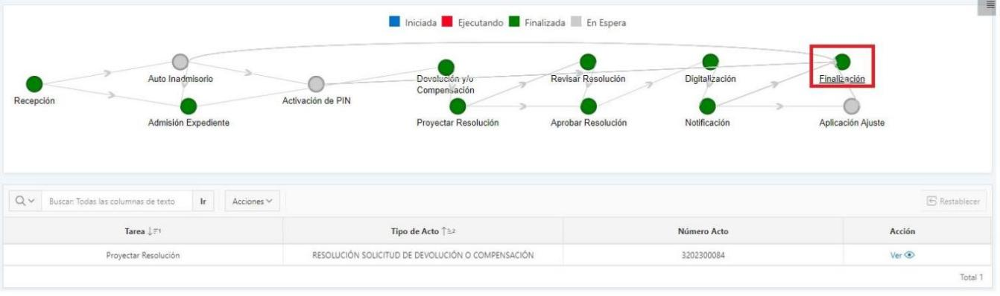 Iniciada Ejecutando Finalizada En Espera
Auto Inadmisorio
Devolución y/o
Compensación
Revisar Resolución
Digitalización
Finalización
Recepción
Activación de PIN
Admisión Expediente
Proyectar Resolución
Aprobar Resolución
Notificación
Aplicación Ajuste
Buscar: Todas las columnas de texto Ir Acciones Restablecer
Tarea 1 Tipo de Acto 2 Número Acto Acción
Proyectar Resolución RESOLUCIÓN SOLICITUD DE DEVOLUCIÓN O COMPENSACIÓN 3202300084 Ver
Total 1